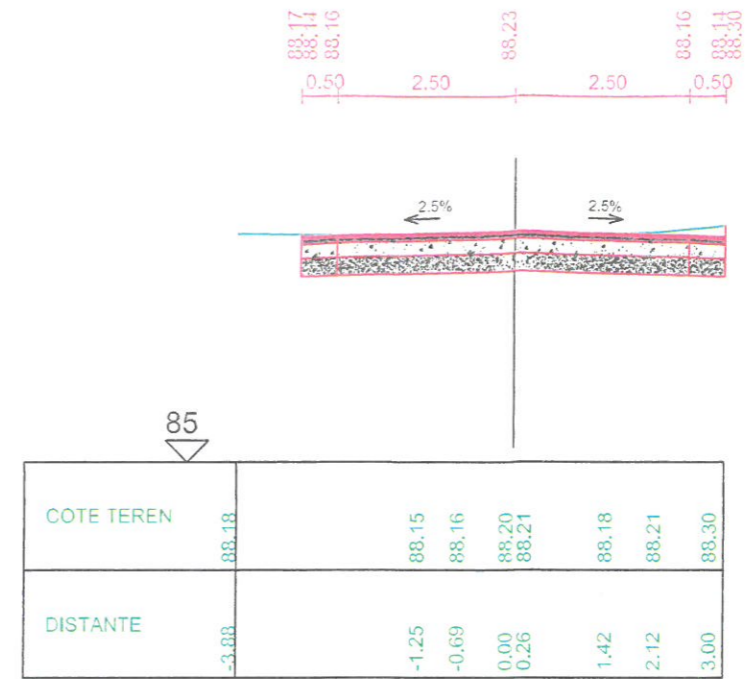 88.17 88.14 88.16 88.23 88.16 88.14 88.30
0.50 2.50 2.50 0.50
2.5% 2.5%
85
COTE TEREN 88.18 88.15 88.16 88.20 88.21 88.18 88.21 88.30
DISTANTE -3.88 -1.25 -0.69 0.00 0.26 1.42 2.12 3.00